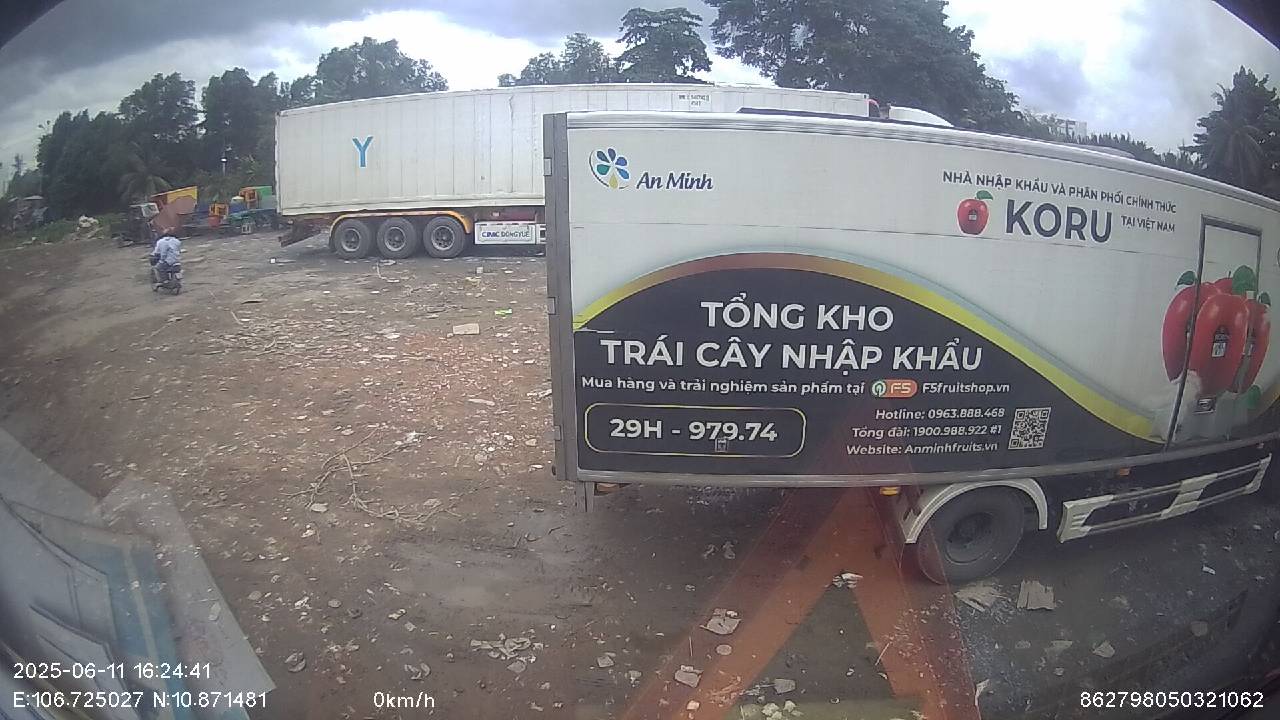 Y
CIMC DONGYUE
An Minh
NHÀ NHẬP KHẨU VÀ PHÂN PHỐI CHÍNH THỨC
KORU TẠI VIỆT NAM
TỔNG KHO
TRÁI CÂY NHẬP KHẨU
Mua hàng và trải nghiệm sản phẩm tại F5 F5fruitshop.vn
29H - 979.74
Hotline: 0963.888.468
Tổng đài: 1900.988.922 #1
Website: Anminhfruits.vn
2025-06-11 16:24:41
E:106.725027 N:10.871481
0km/h
862798050321062